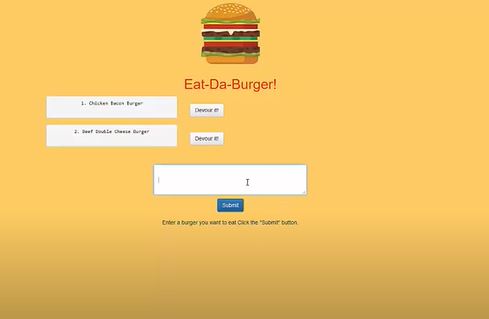 Eat-Da-Burger!
1. Chicken Bacon Burger
Devour it!
2. Beef Double Cheese Burger
Devour it!
Submit
Enter a burger you want to eat Click the "Submit" button.